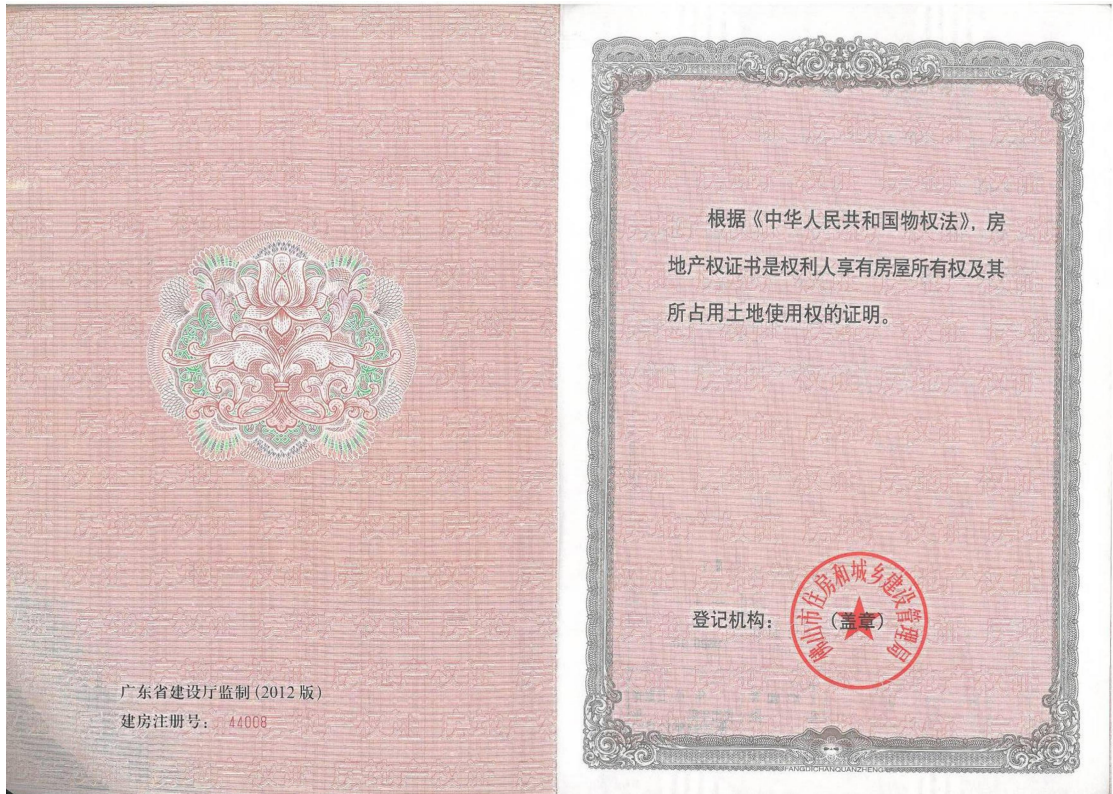 广东省建设厅监制(2012版)
建房注册号：44008
根据《中华人民共和国物权法》，房
地产权证书是权利人享有房屋所有权及其
所占用土地使用权的证明。
登记机构：（盖章）
佛山市住房和城乡建设管理局
FANGDICHANQUANZHENG